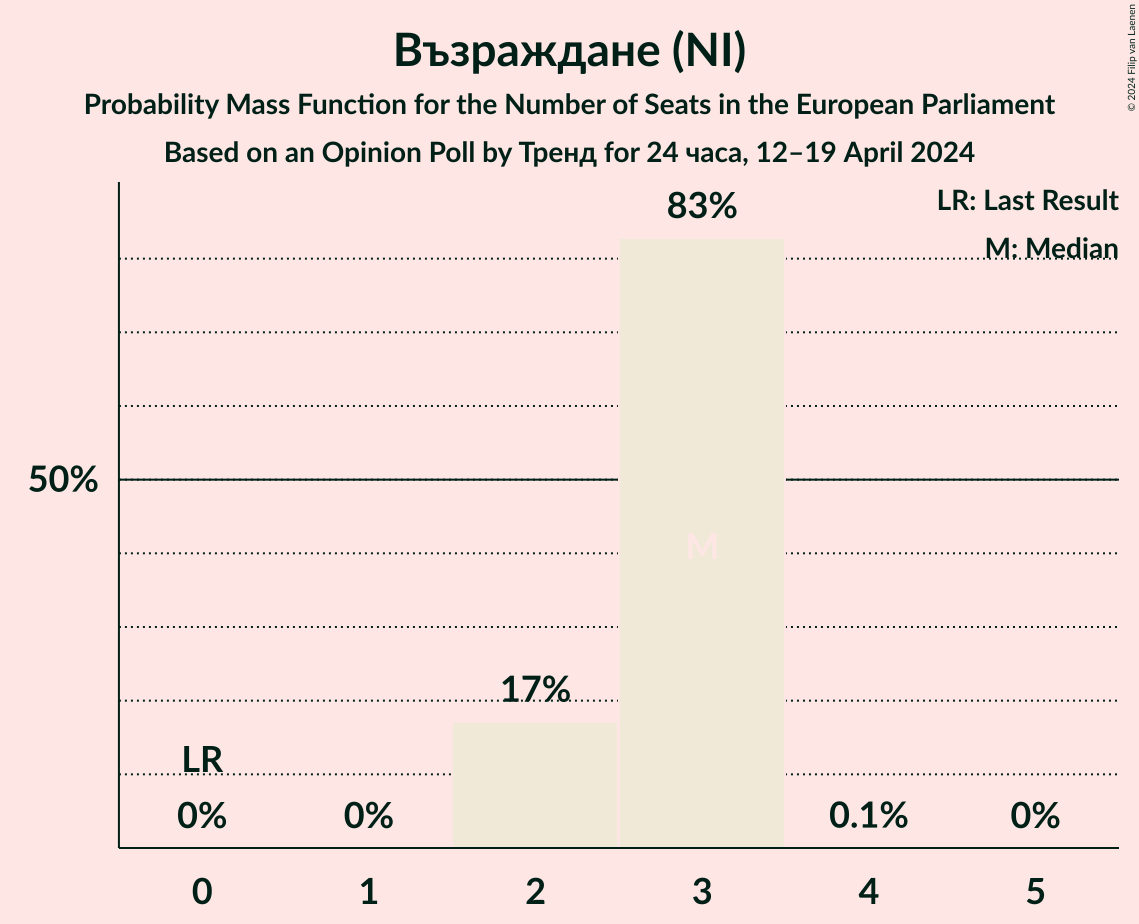 Възраждане (NI)
Probability Mass Function for the Number of Seats in the European Parliament
Based on an Opinion Poll by Тренд for 24 часа, 12–19 April 2024
© 2024 Filip van Laenen
LR: Last Result
M: Median
83%
50%
M
17%
LR
0% 0% 0.1% 0%
0 1 2 3 4 5